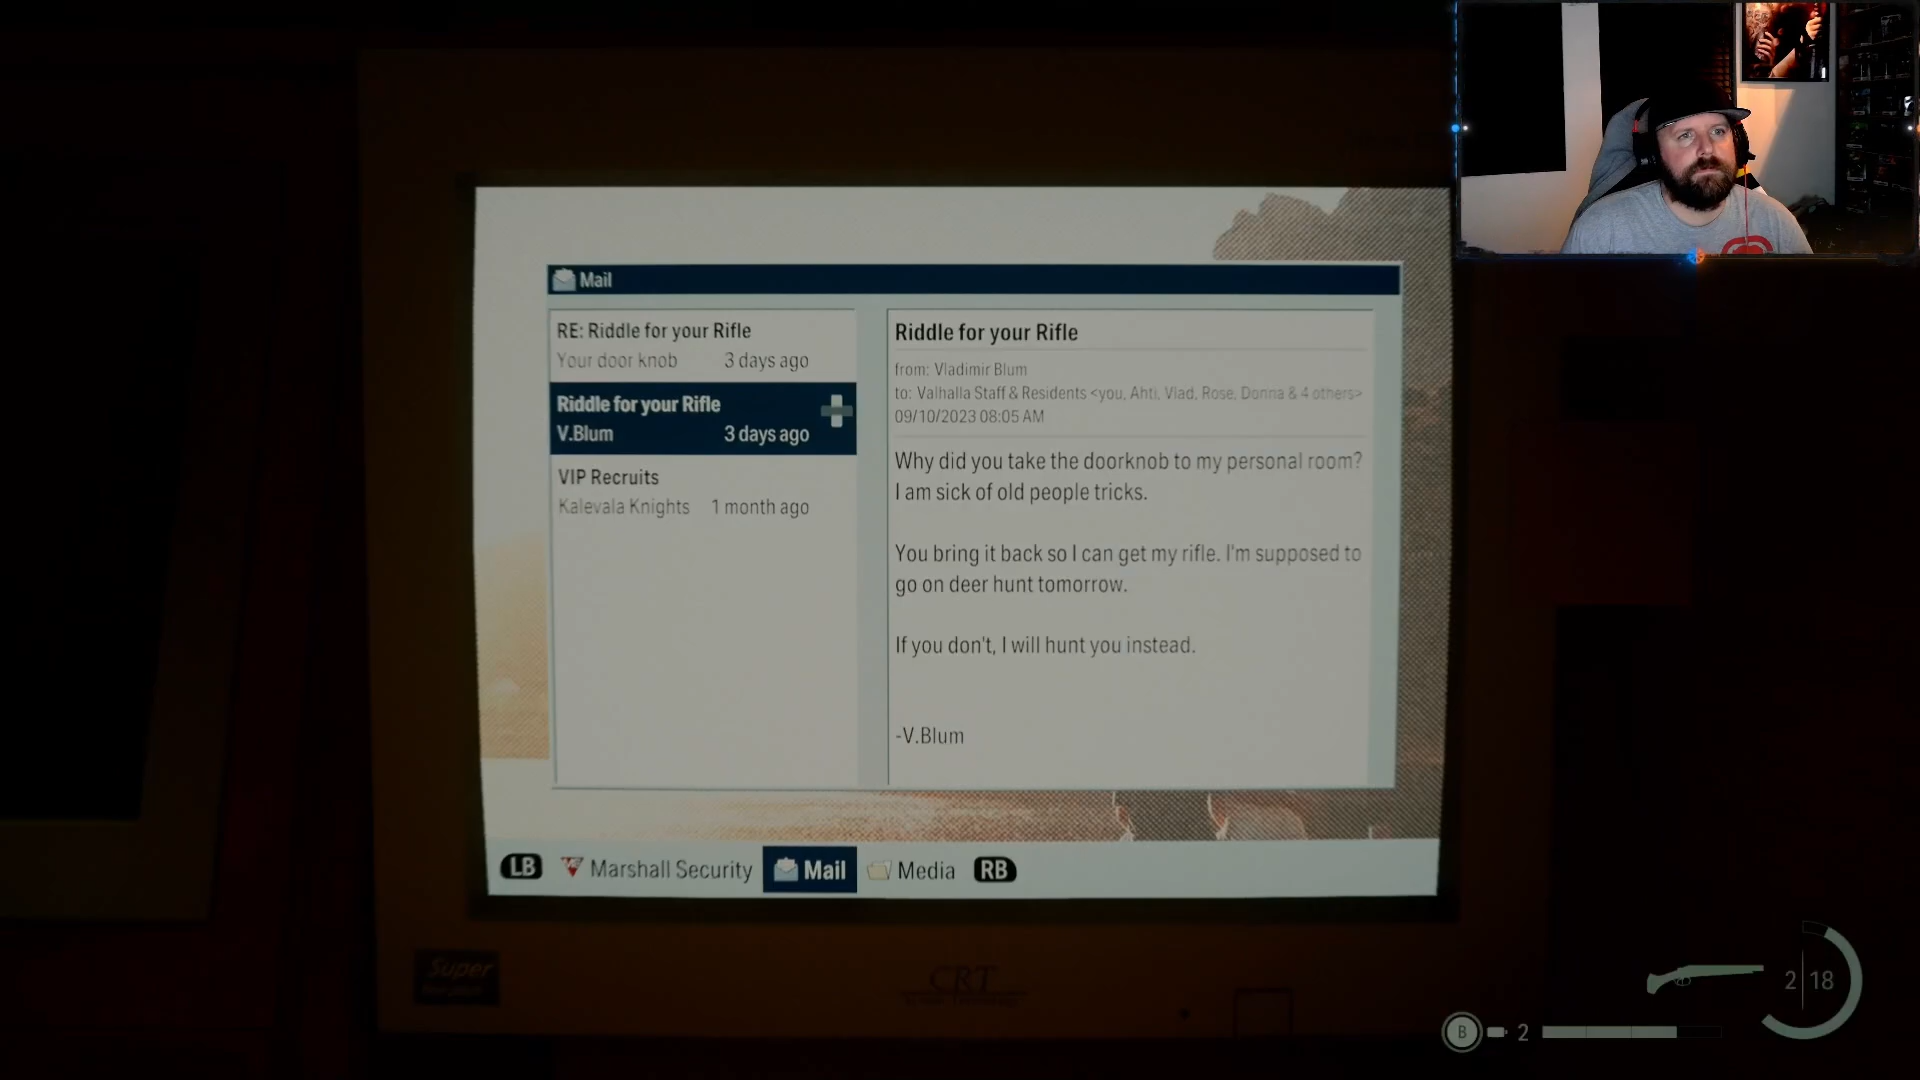 Mail
RE: Riddle for your Rifle
Your door knob 3 days ago
Riddle for your Rifle
V.Blum 3 days ago
VIP Recruits
Kalevala Knights 1 month ago
Riddle for your Rifle
from: Vladimir Blum
to: Valhalla Staff & Residents <you, Ahti, Vlad, Rose, Donna & 4 others>
09/10/2023 08:05 AM
Why did you take the doorknob to my personal room?
I am sick of old people tricks.
You bring it back so I can get my rifle. I'm supposed to
go on deer hunt tomorrow.
If you don't, I will hunt you instead.
-V.Blum
LB Marshall Security Mail Media RB
Super
CRT
2 18
B 2